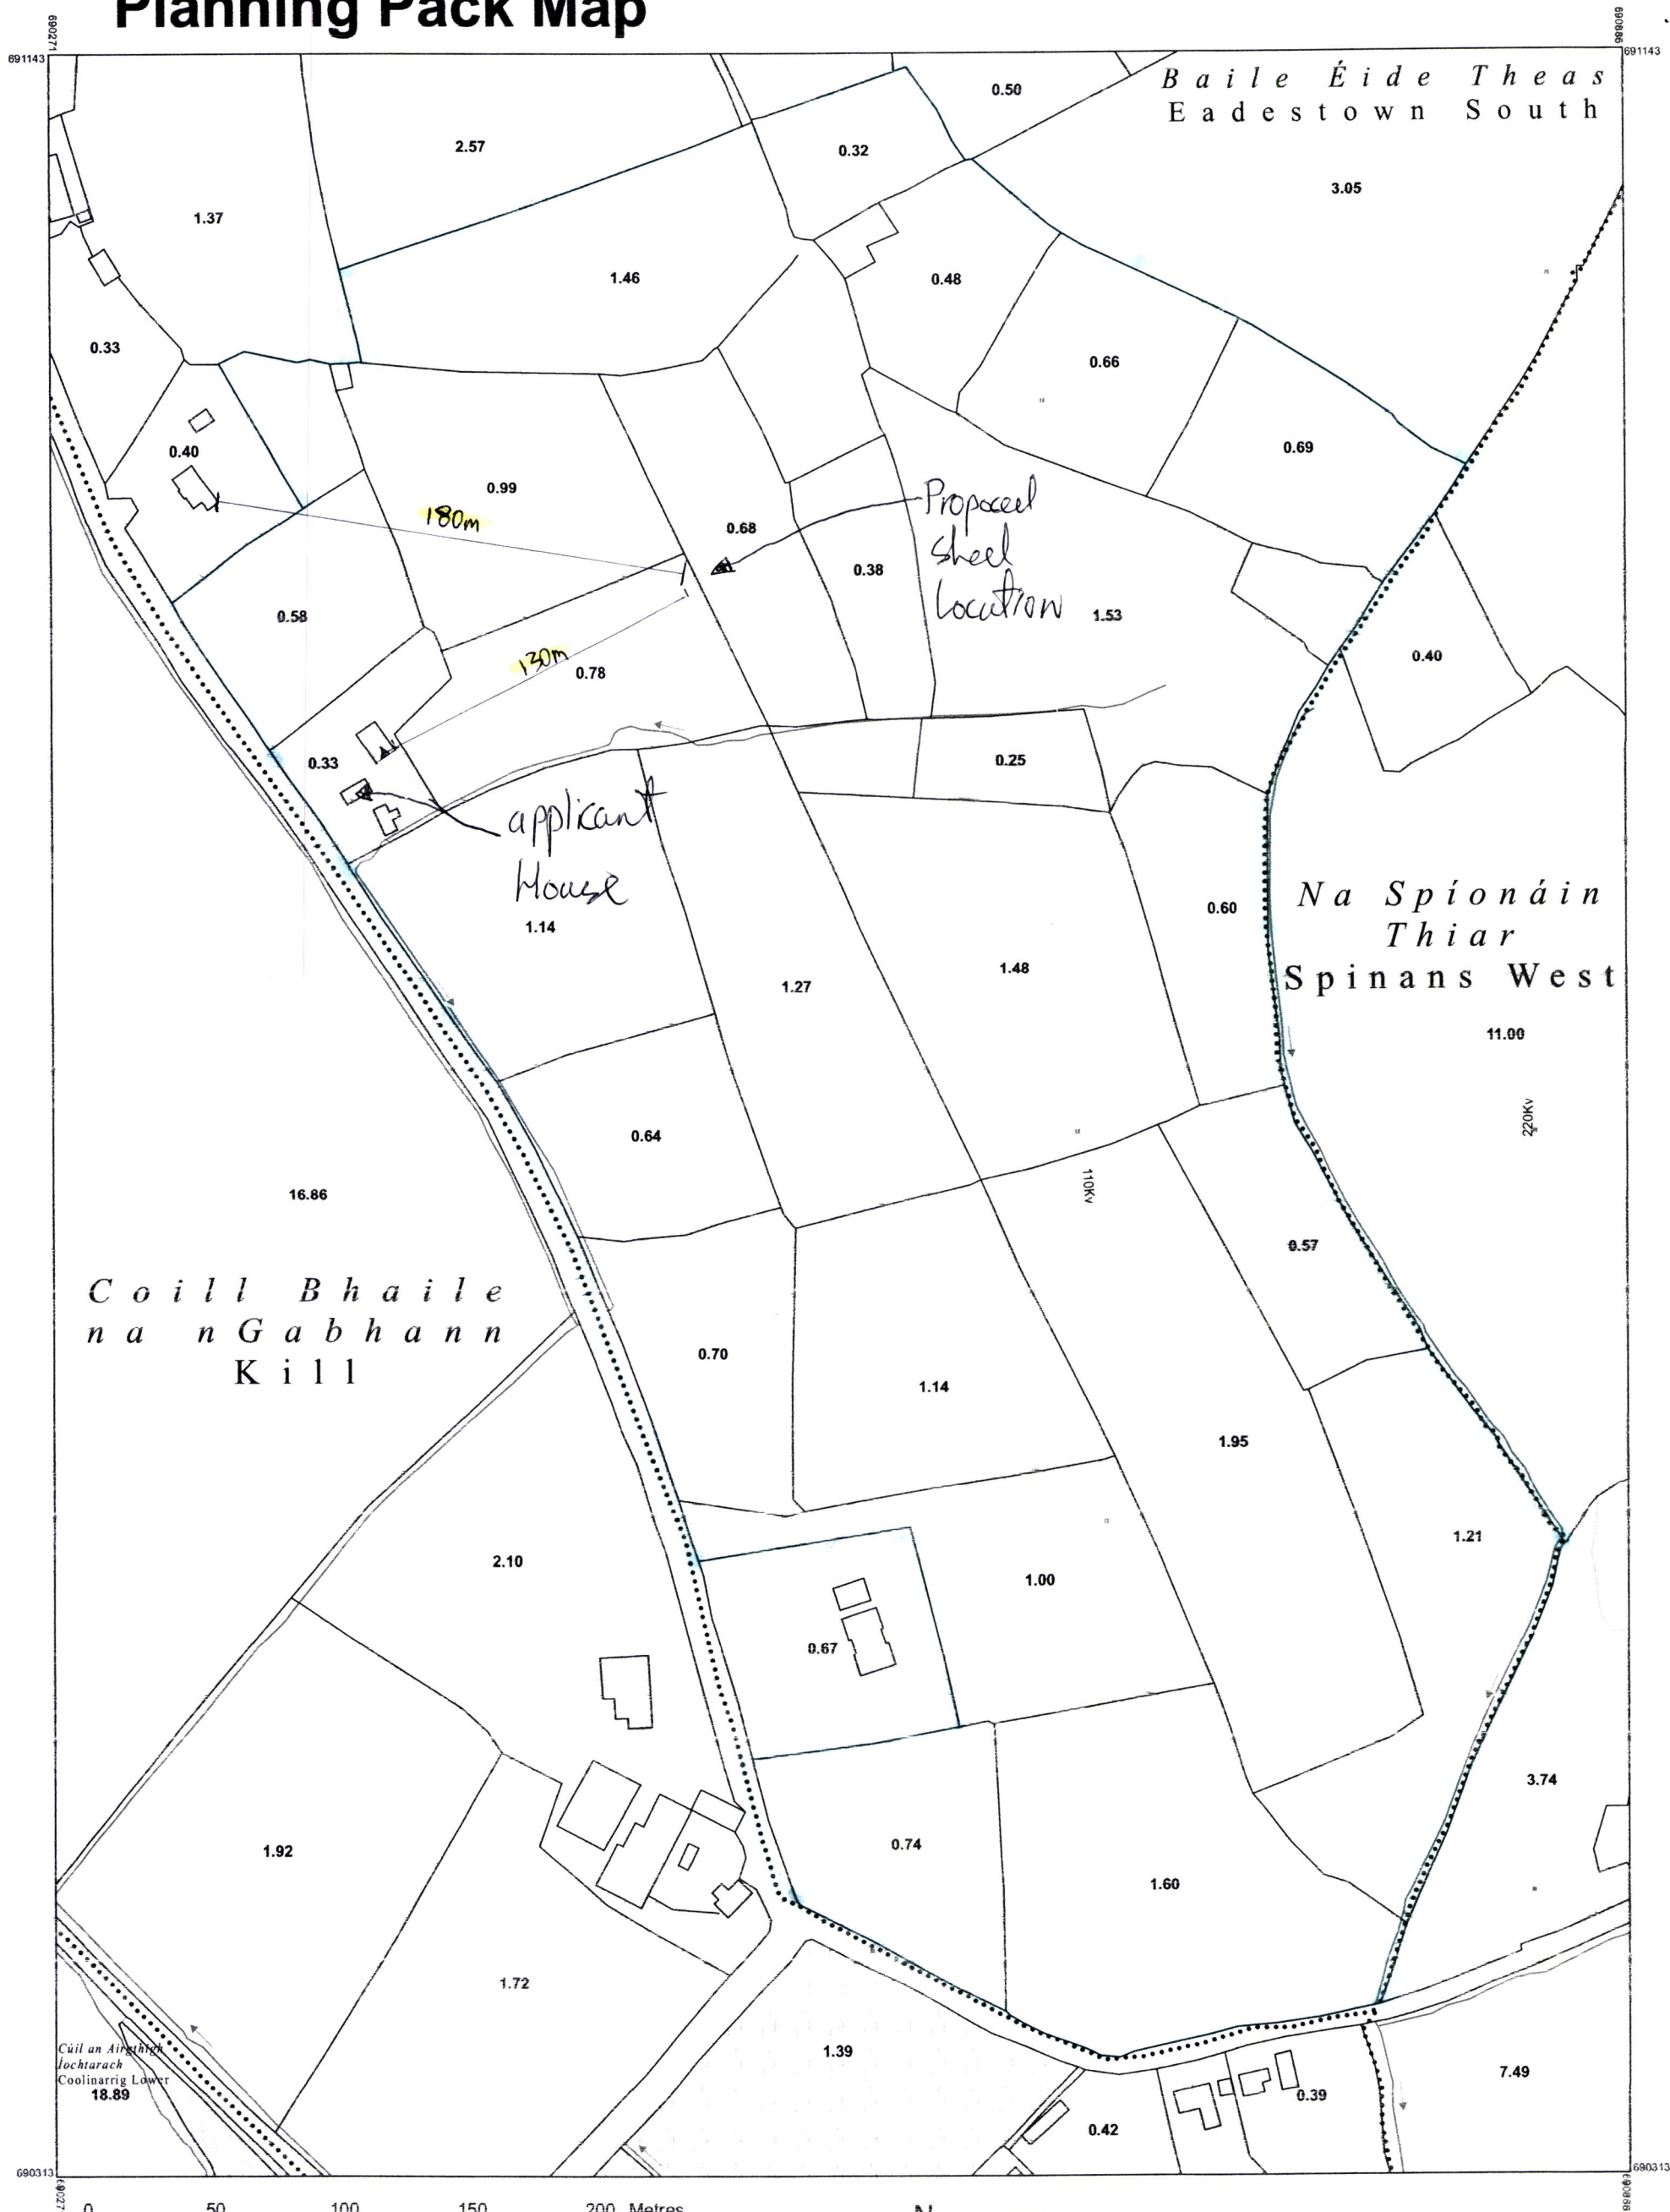 Planning Pack Map
690271
690886
691143
691143
Baile Éide Theas
Eadestown South
0.50
2.57
0.32
3.05
1.37
1.46
0.48
0.33
0.66
0.40
0.69
0.99
180m
0.68
Proposed
shed
Location
0.38
0.58
1.53
130m
0.78
0.40
0.33
0.25
applicant
House
1.14
0.60
Na Spíonáin
Thiar
Spinans West
1.27
1.48
11.00
220Kv
0.64
110Kv
16.86
0.57
Coill Bhaile
na nGabhann
Kill
0.70
1.14
1.95
2.10
1.00
1.21
0.67
3.74
1.92
0.74
1.60
1.72
1.39
Cúil an Airgthigh
Íochtarach
Coolinarrig Lower
18.89
7.49
0.39
0.42
690313
690313
0 50 100 150 200 Metres
N